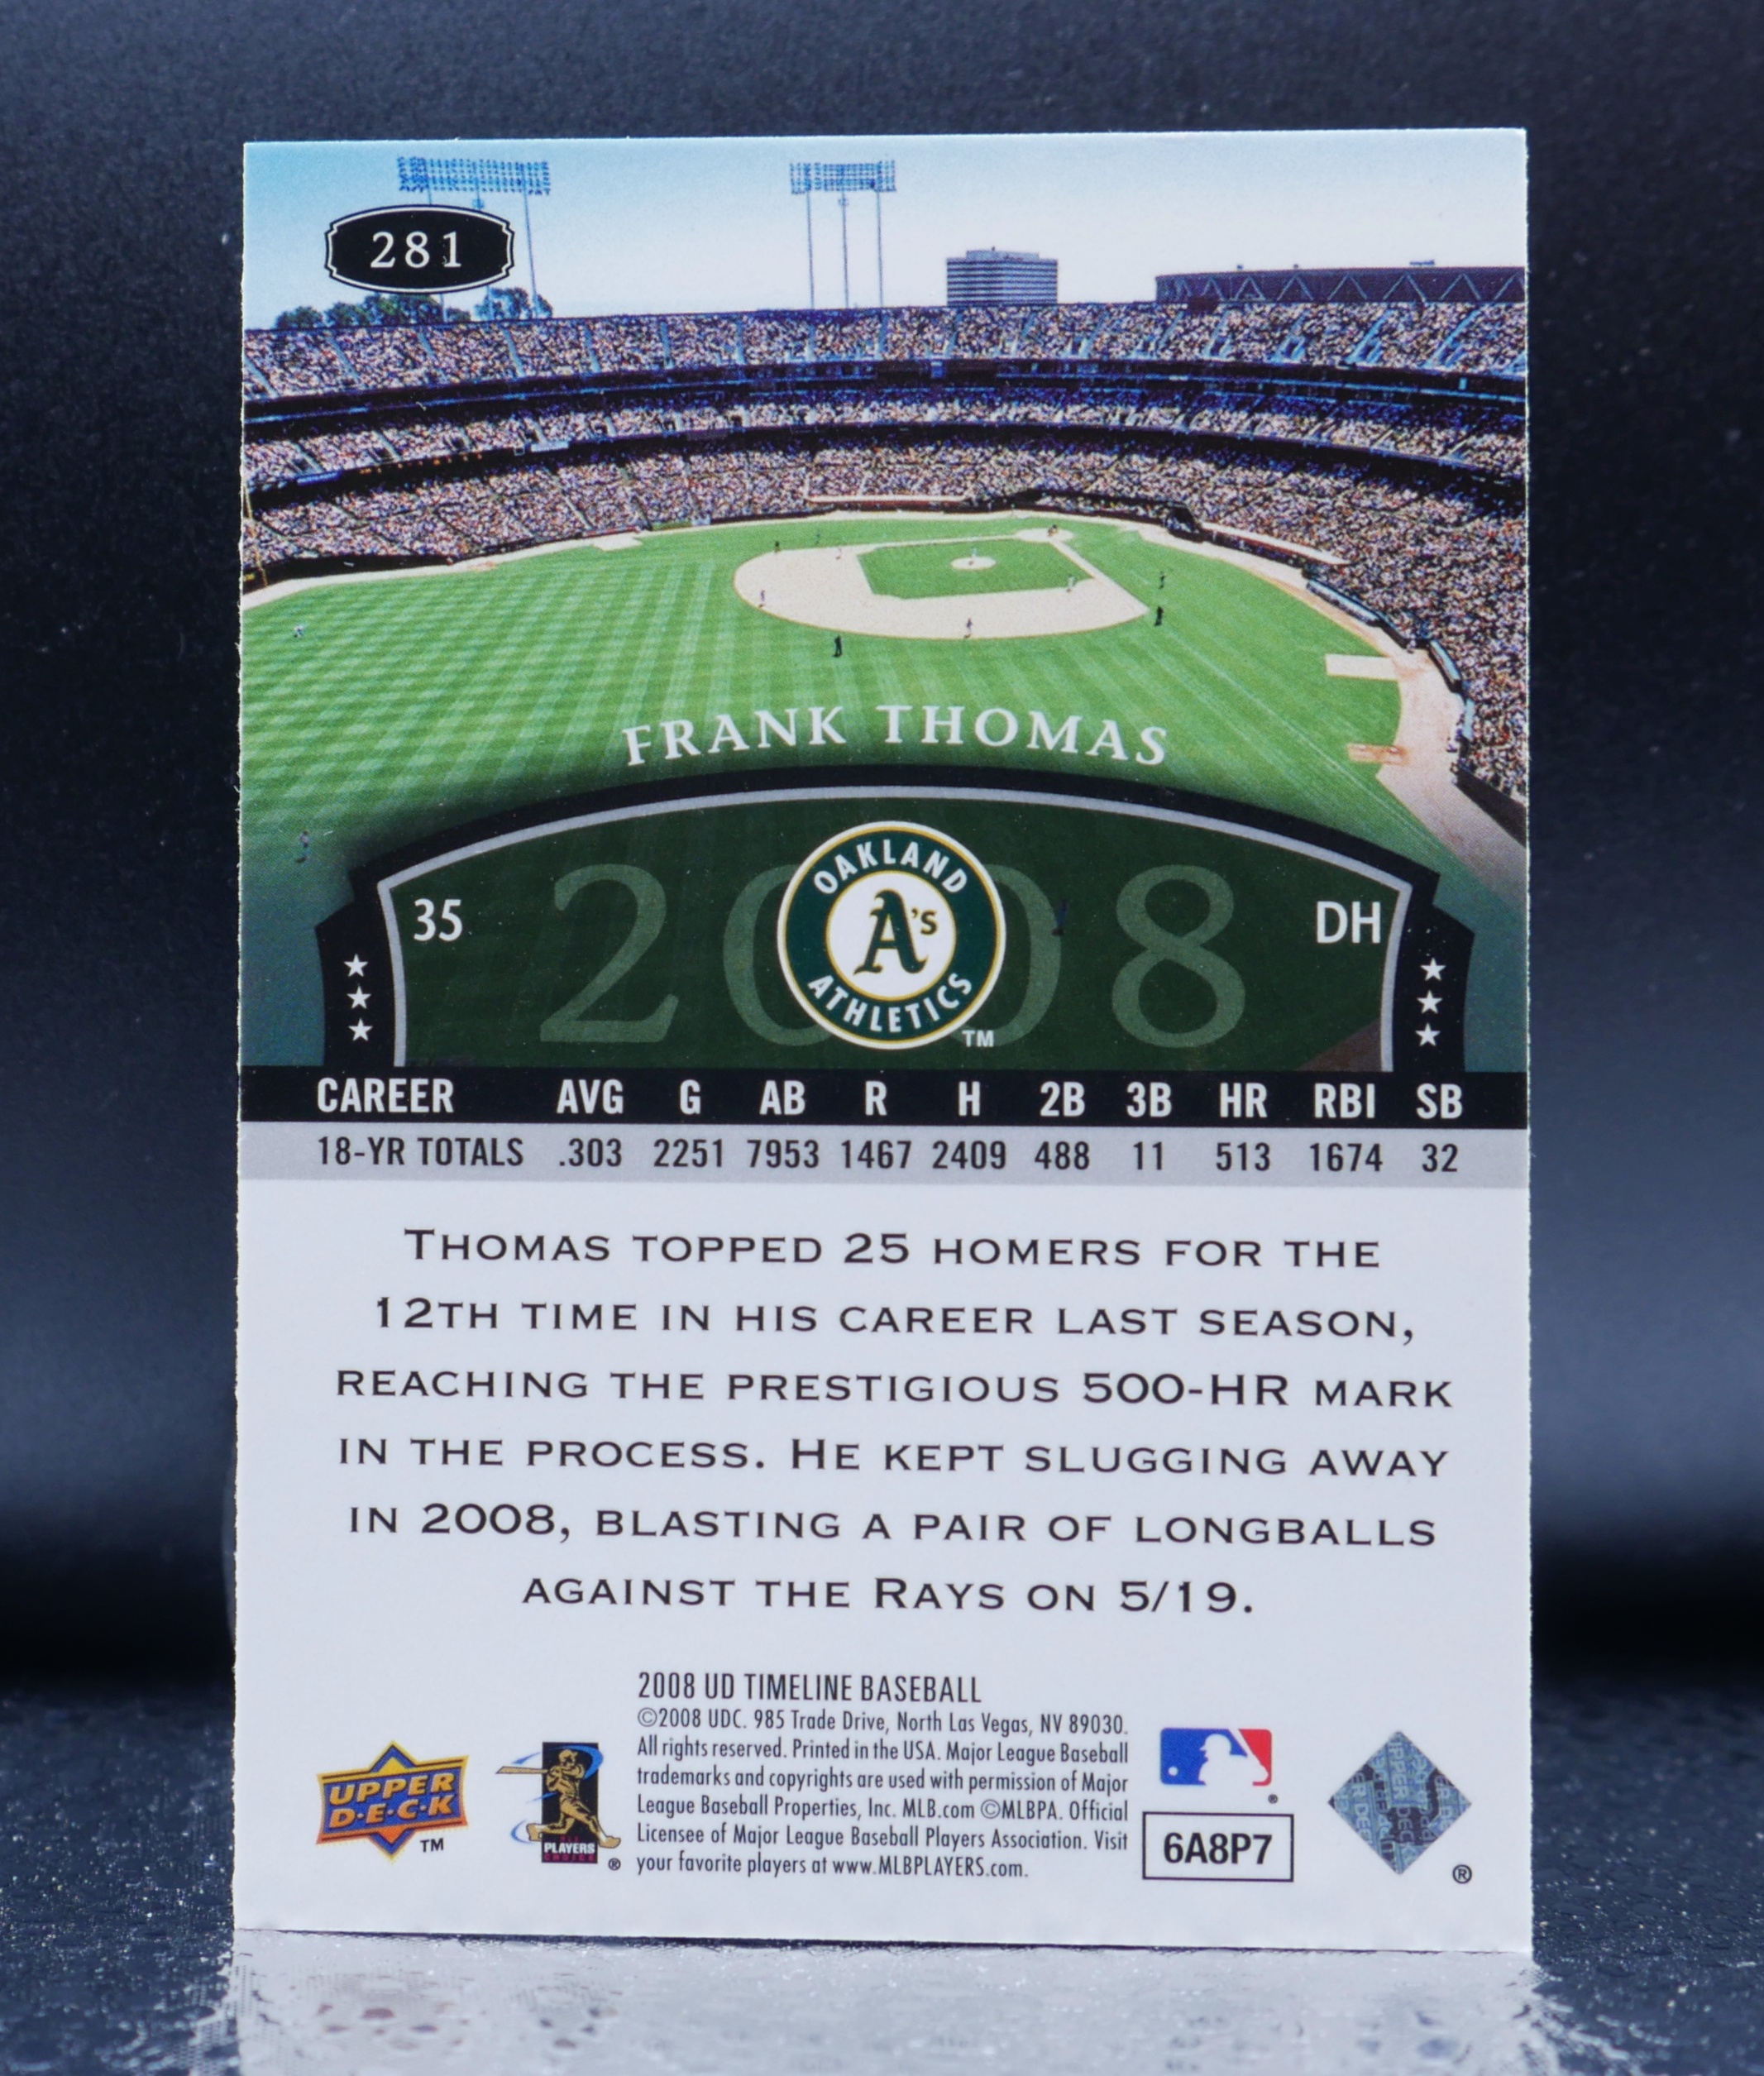 281
FRANK THOMAS
35
2008
DH
OAKLAND
A's
ATHLETICS
TM
CAREER AVG G AB R H 2B 3B HR RBI SB
18-YR TOTALS .303 2251 7953 1467 2409 488 11 513 1674 32
THOMAS TOPPED 25 HOMERS FOR THE
12TH TIME IN HIS CAREER LAST SEASON,
REACHING THE PRESTIGIOUS 500-HR MARK
IN THE PROCESS. HE KEPT SLUGGING AWAY
IN 2008, BLASTING A PAIR OF LONGBALLS
AGAINST THE RAYS ON 5/19.
2008 UD TIMELINE BASEBALL
©2008 UDC. 985 Trade Drive, North Las Vegas, NV 89030.
All rights reserved. Printed in the USA. Major League Baseball
trademarks and copyrights are used with permission of Major
League Baseball Properties, Inc. MLB.com ©MLBPA. Official
Licensee of Major League Baseball Players Association. Visit
your favorite players at www.MLBPLAYERS.com.
UPPER
D·E·C·K
TM
PLAYERS
CHOICE
®
®
6A8P7
®